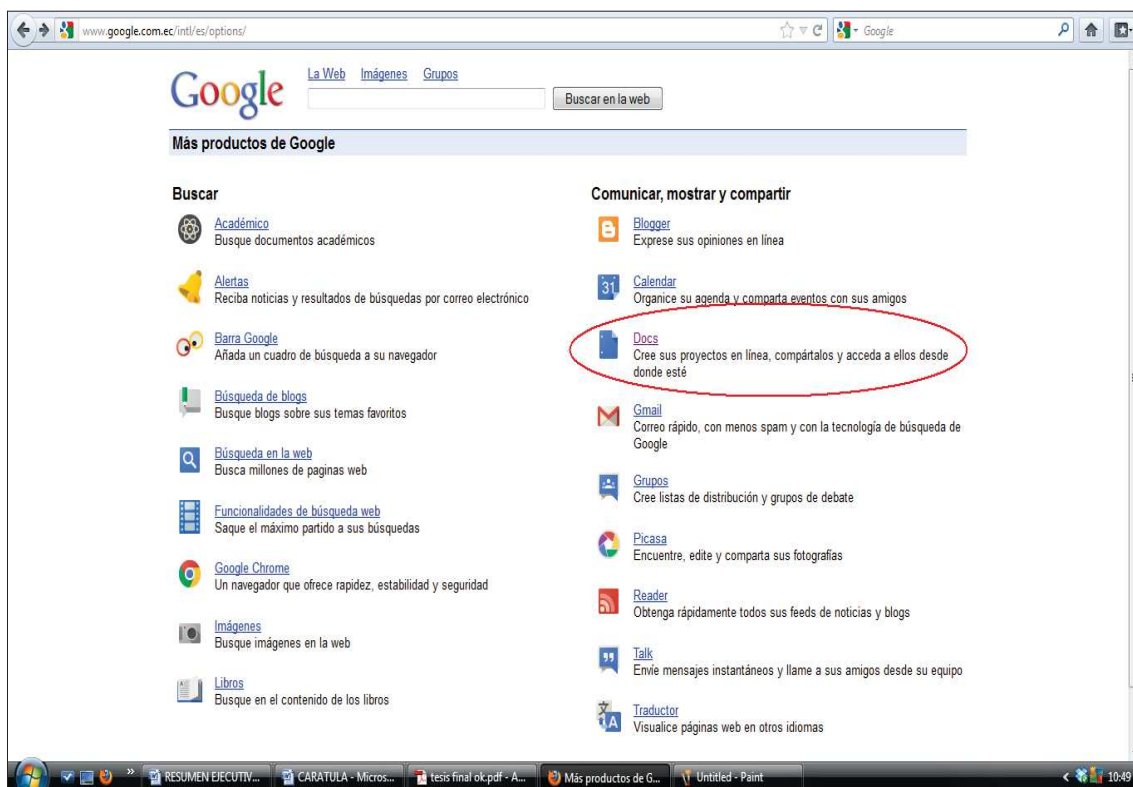 www.google.com.ec/intl/es/options/
Google
Google
La Web Imágenes Grupos
Buscar en la web
Más productos de Google
Buscar
Académico
Busque documentos académicos
Alertas
Reciba noticias y resultados de búsquedas por correo electrónico
Barra Google
Añada un cuadro de búsqueda a su navegador
Búsqueda de blogs
Busque blogs sobre sus temas favoritos
Búsqueda en la web
Busca millones de paginas web
Funcionalidades de búsqueda web
Saque el máximo partido a sus búsquedas
Google Chrome
Un navegador que ofrece rapidez, estabilidad y seguridad
Imágenes
Busque imágenes en la web
Libros
Busque en el contenido de los libros
Comunicar, mostrar y compartir
Blogger
Exprese sus opiniones en línea
31
Calendar
Organice su agenda y comparta eventos con sus amigos
Docs
Cree sus proyectos en línea, compártalos y acceda a ellos desde
donde esté
Gmail
Correo rápido, con menos spam y con la tecnología de búsqueda de
Google
Grupos
Cree listas de distribución y grupos de debate
Picasa
Encuentre, edite y comparta sus fotografías
Reader
Obtenga rápidamente todos sus feeds de noticias y blogs
Talk
Envíe mensajes instantáneos y llame a sus amigos desde su equipo
文
A
Traductor
Visualice páginas web en otros idiomas
RESUMEN EJECUTIV... CARATULA - Micros... tesis final ok.pdf - A... Más productos de G... Untitled - Paint 10:49